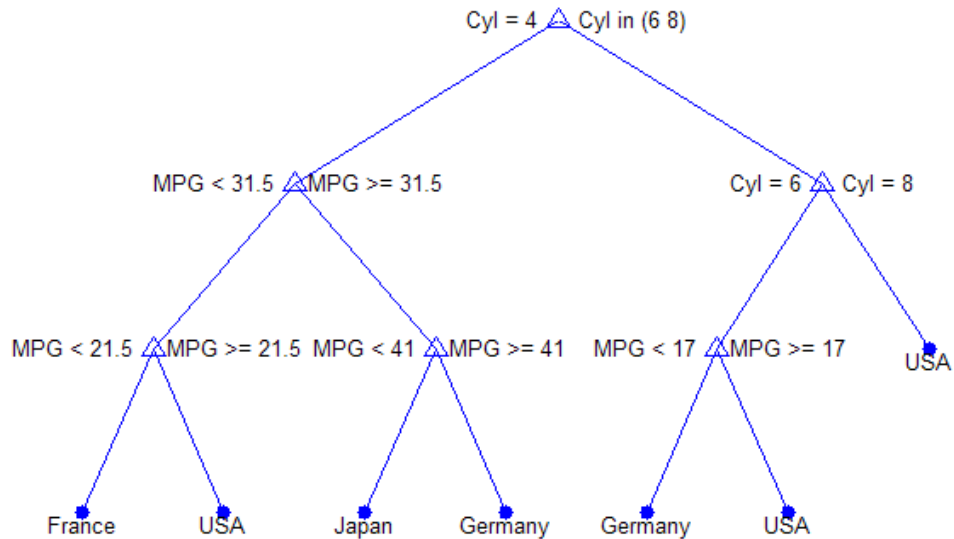 Cyl = 4 Cyl in (6 8)
MPG < 31.5 MPG >= 31.5 Cyl = 6 Cyl = 8
MPG < 21.5 MPG >= 21.5 MPG < 41 MPG >= 41 MPG < 17 MPG >= 17
USA
France USA Japan Germany Germany USA